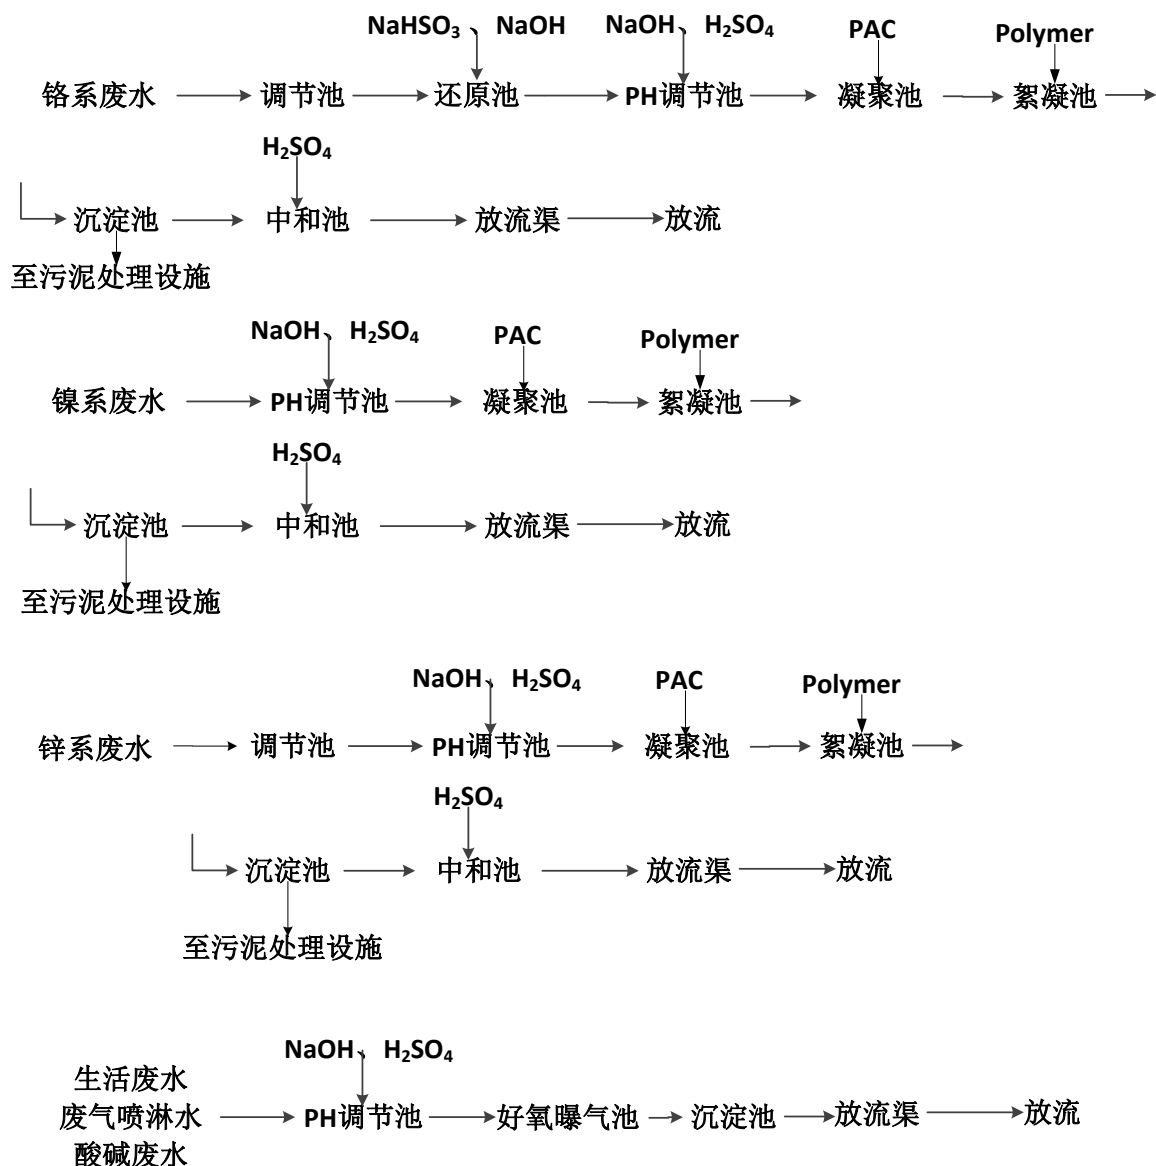 NaHSO₃、 NaOH NaOH、 H₂SO₄ PAC Polymer
铬系废水 调节池 还原池 PH调节池 凝聚池 絮凝池
H₂SO₄
沉淀池 中和池 放流渠 放流
至污泥处理设施
NaOH、 H₂SO₄ PAC Polymer
镍系废水 PH调节池 凝聚池 絮凝池
H₂SO₄
沉淀池 中和池 放流渠 放流
至污泥处理设施
NaOH、 H₂SO₄ PAC Polymer
锌系废水 调节池 PH调节池 凝聚池 絮凝池
H₂SO₄
沉淀池 中和池 放流渠 放流
至污泥处理设施
NaOH、 H₂SO₄
生活废水
废气喷淋水 PH调节池 好氧曝气池 沉淀池 放流渠 放流
酸碱废水